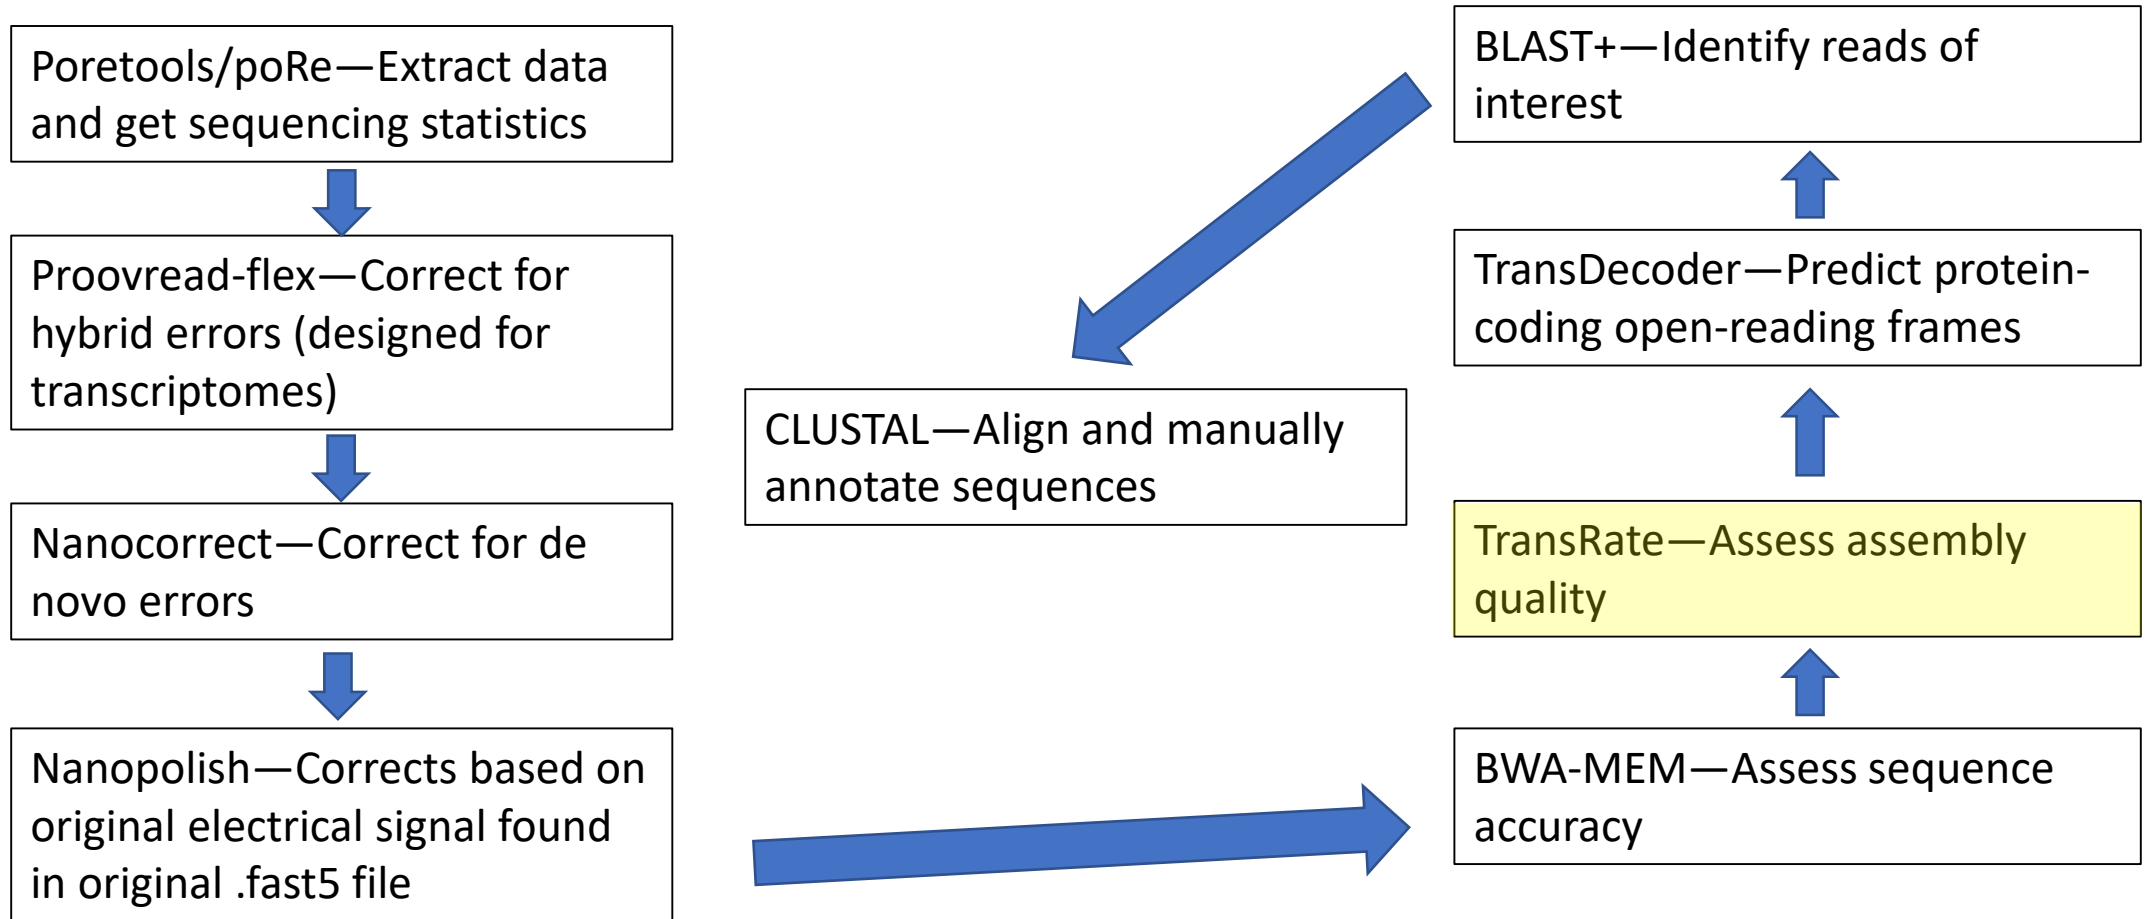 Poretools/poRe—Extract data
and get sequencing statistics
Proovread-flex—Correct for
hybrid errors (designed for
transcriptomes)
Nanocorrect—Correct for de
novo errors
Nanopolish—Corrects based on
original electrical signal found
in original .fast5 file
BWA-MEM—Assess sequence
accuracy
TransRate—Assess assembly
quality
TransDecoder—Predict protein-
coding open-reading frames
BLAST+—Identify reads of
interest
CLUSTAL—Align and manually
annotate sequences